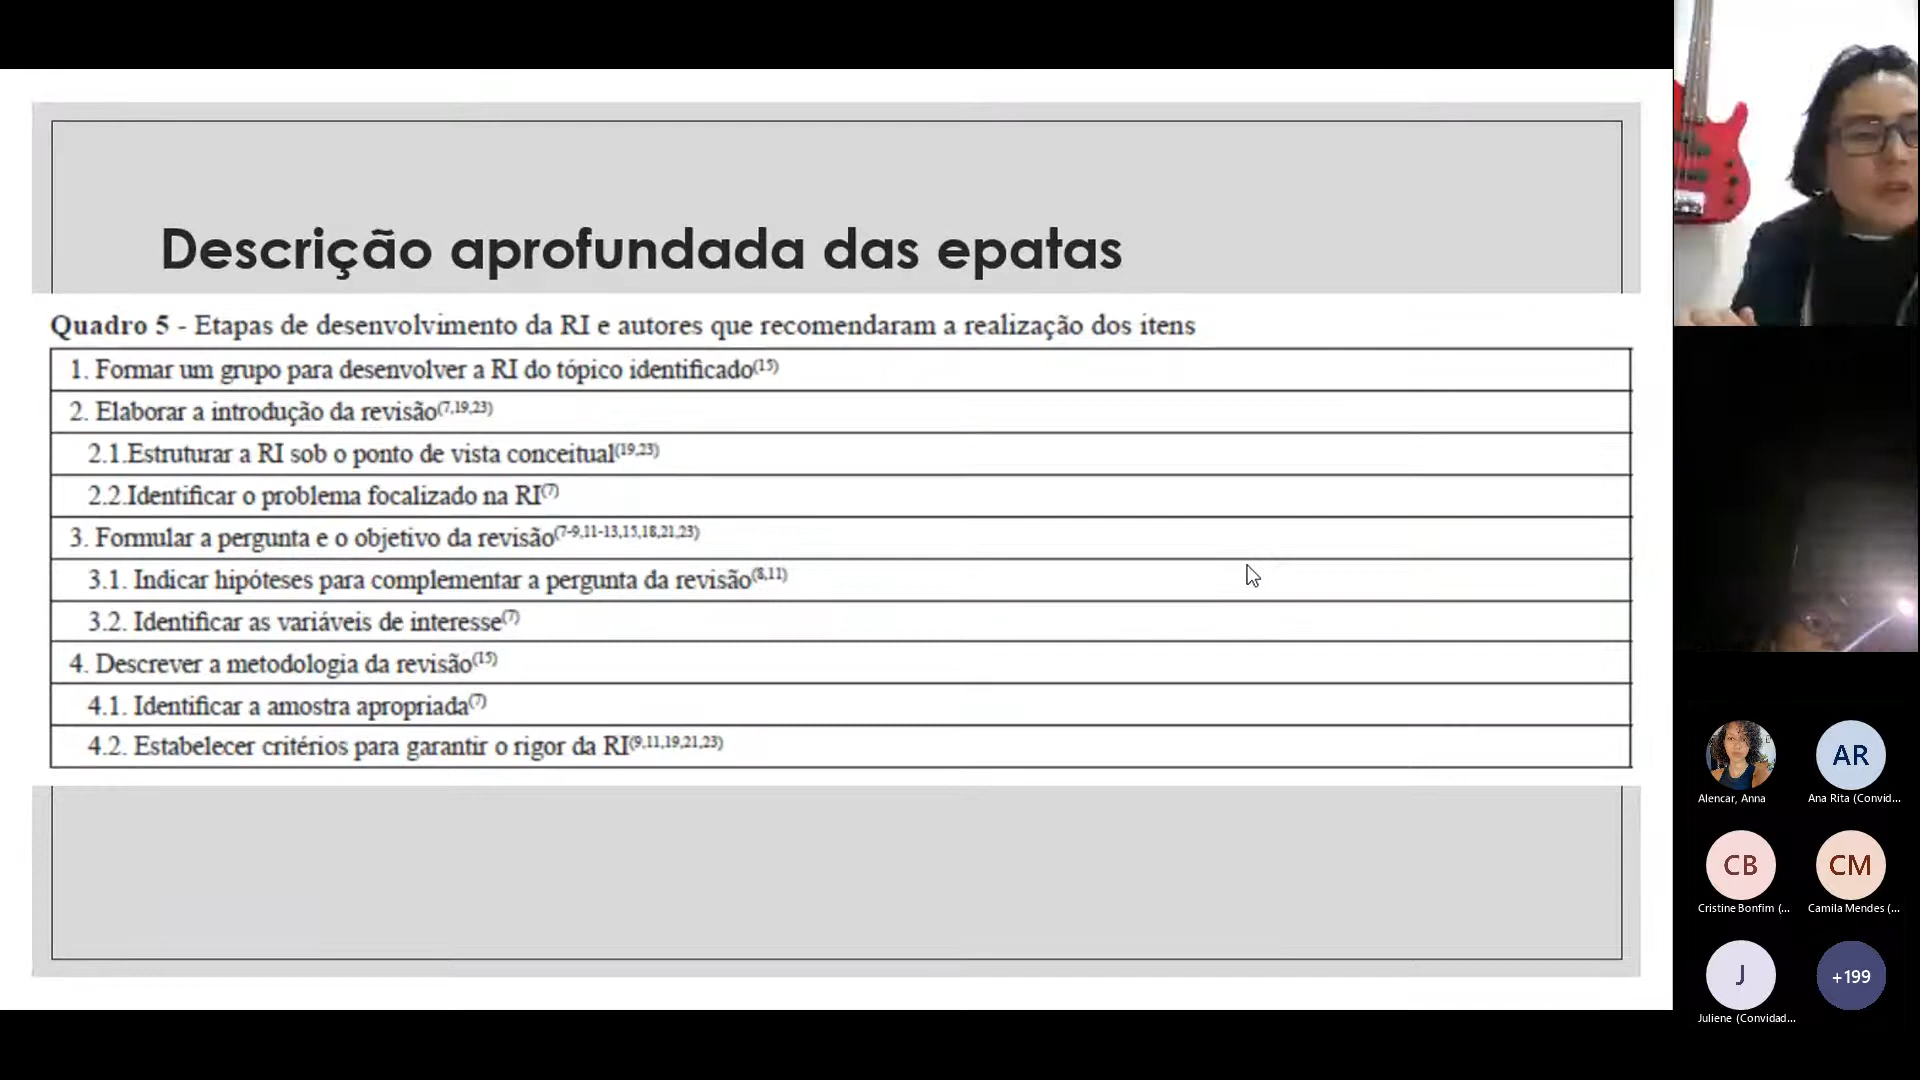 Descrição aprofundada das epatas
Quadro 5 - Etapas de desenvolvimento da RI e autores que recomendaram a realização dos itens
1. Formar um grupo para desenvolver a RI do tópico identificado(15)
2. Elaborar a introdução da revisão(7,19,23)
2.1.Estruturar a RI sob o ponto de vista conceitual(19,23)
2.2.Identificar o problema focalizado na RI(7)
3. Formular a pergunta e o objetivo da revisão(7-9,11-13,15,18,21,23)
3.1. Indicar hipóteses para complementar a pergunta da revisão(8,11)
3.2. Identificar as variáveis de interesse(7)
4. Descrever a metodologia da revisão(15)
4.1. Identificar a amostra apropriada(7)
4.2. Estabelecer critérios para garantir o rigor da RI(9,11,19,21,23)
Alencar, Anna
AR
Ana Rita (Convid...
CB
Cristine Bonfim (...
CM
Camila Mendes (...
J
Juliene (Convidad...
+199